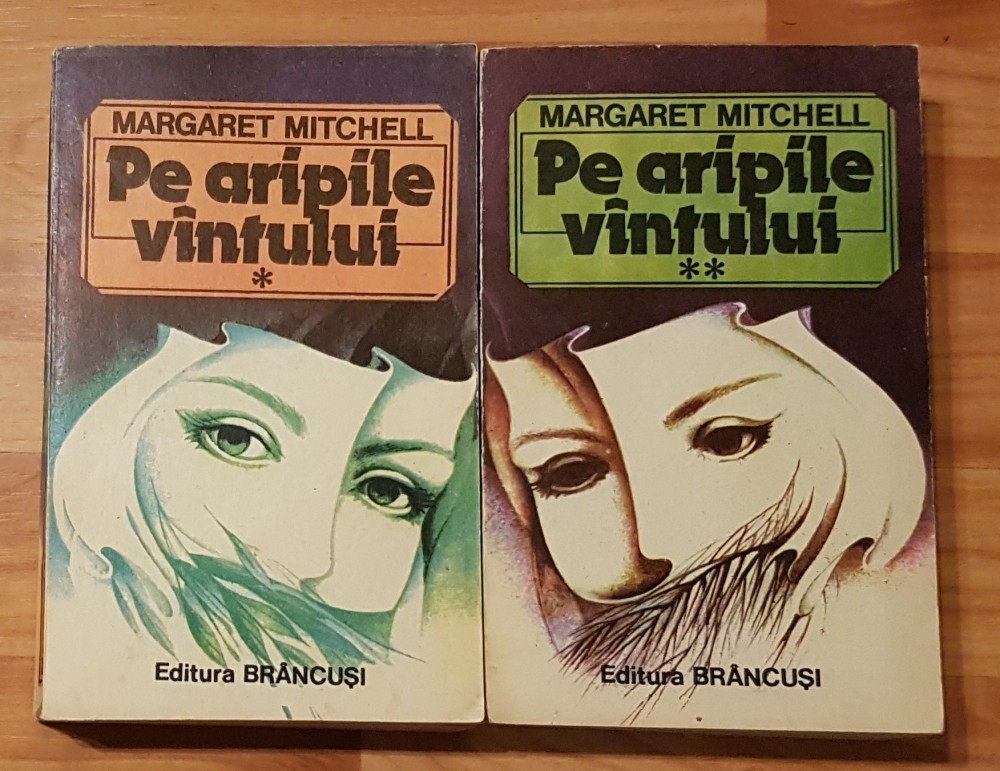 MARGARET MITCHELL
Pe aripile
vîntului
*
Editura BRÂNCUȘI
MARGARET MITCHELL
Pe aripile
vîntului
**
Editura BRÂNCUȘI